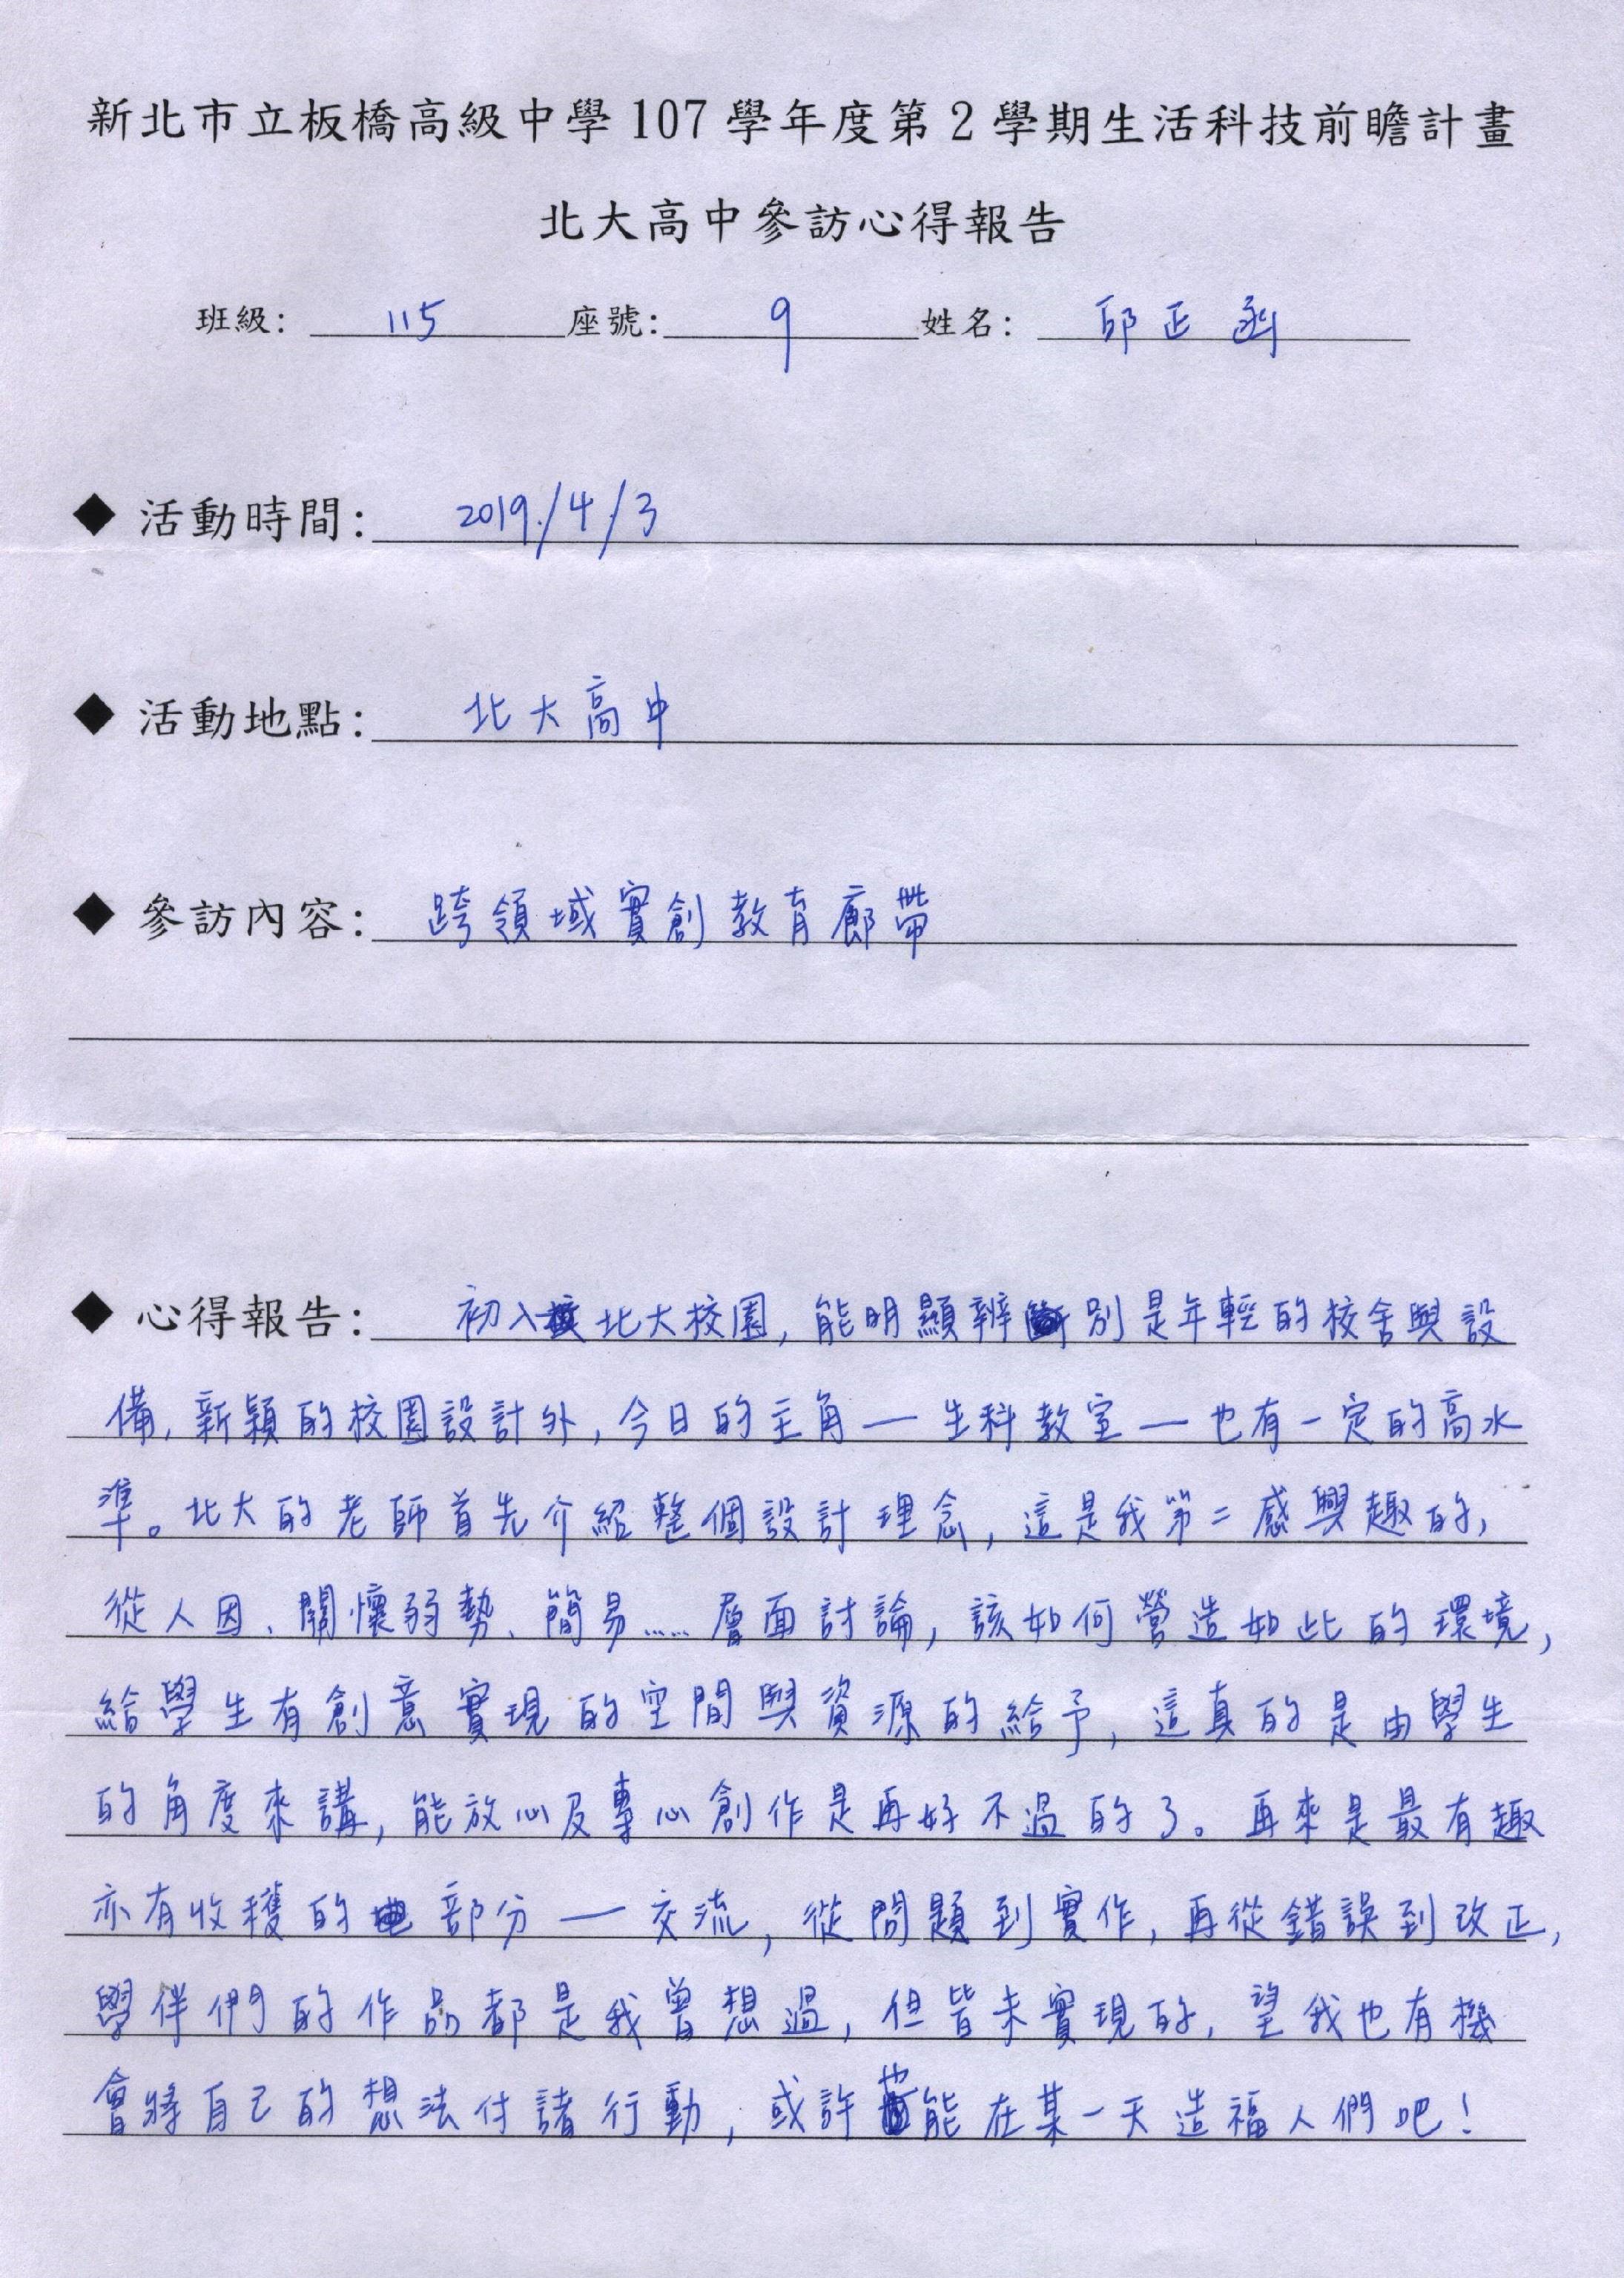 新北市立板橋高級中學 107 學年度第 2 學期生活科技前瞻計畫
北大高中參訪心得報告
班級：115 座號：9 姓名：邱正函
◆ 活動時間：2019./4/3
◆ 活動地點：北大高中
◆ 參訪內容：跨領域實創教育廊帶
◆ 心得報告：初入北大校園，能明顯辨別是年輕的校舍與設
備，新穎的校園設計外，今日的主角—生科教室—也有一定的高水
準。北大的老師首先介紹整個設計理念，這是我第二感興趣的，
從人因、關懷弱勢、簡易……層面討論，該如何營造如此的環境，
給學生有創意實現的空間與資源的給予，這真的是由學生
的角度來講，能放心及專心創作是再好不過的了。再來是最有趣
亦有收穫的部分—交流，從問題到實作，再從錯誤到改正，
學伴們的作品都是我曾想過，但皆未實現的，望我也有機
會將自己的想法付諸行動，或許也能在某一天造福人們吧！